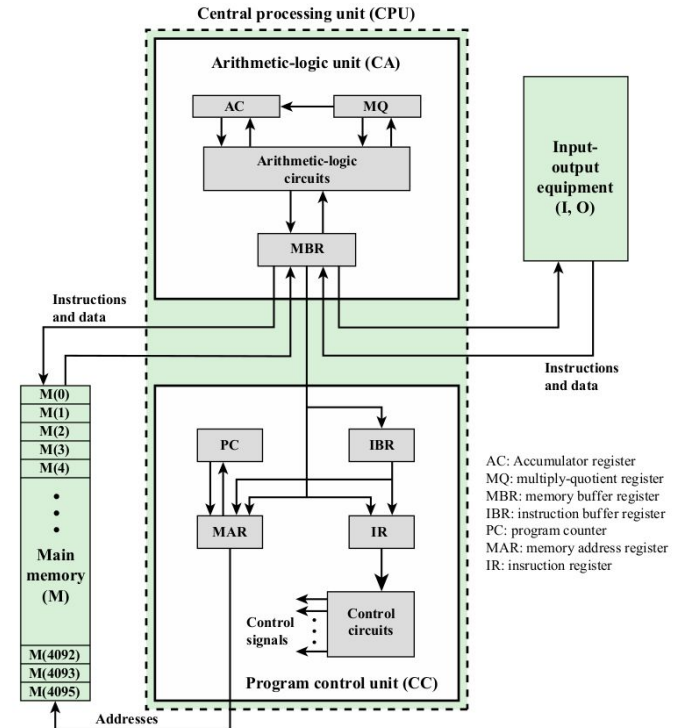 Central processing unit (CPU)
Arithmetic-logic unit (CA)
AC
MQ
Arithmetic-logic
circuits
MBR
Input-
output
equipment
(I, O)
Instructions
and data
Instructions
and data
M(0)
M(1)
M(2)
M(3)
M(4)
Main
memory
(M)
M(4092)
M(4093)
M(4095)
PC
IBR
MAR
IR
Control
signals
Control
circuits
Program control unit (CC)
Addresses
AC: Accumulator register
MQ: multiply-quotient register
MBR: memory buffer register
IBR: instruction buffer register
PC: program counter
MAR: memory address register
IR: insruction register